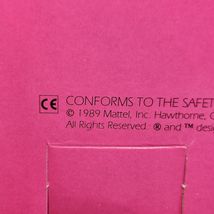 CE CONFORMS TO THE SAFET
© 1989 Mattel, Inc. Hawthorne, C
All Rights Reserved. ® and ™ desi